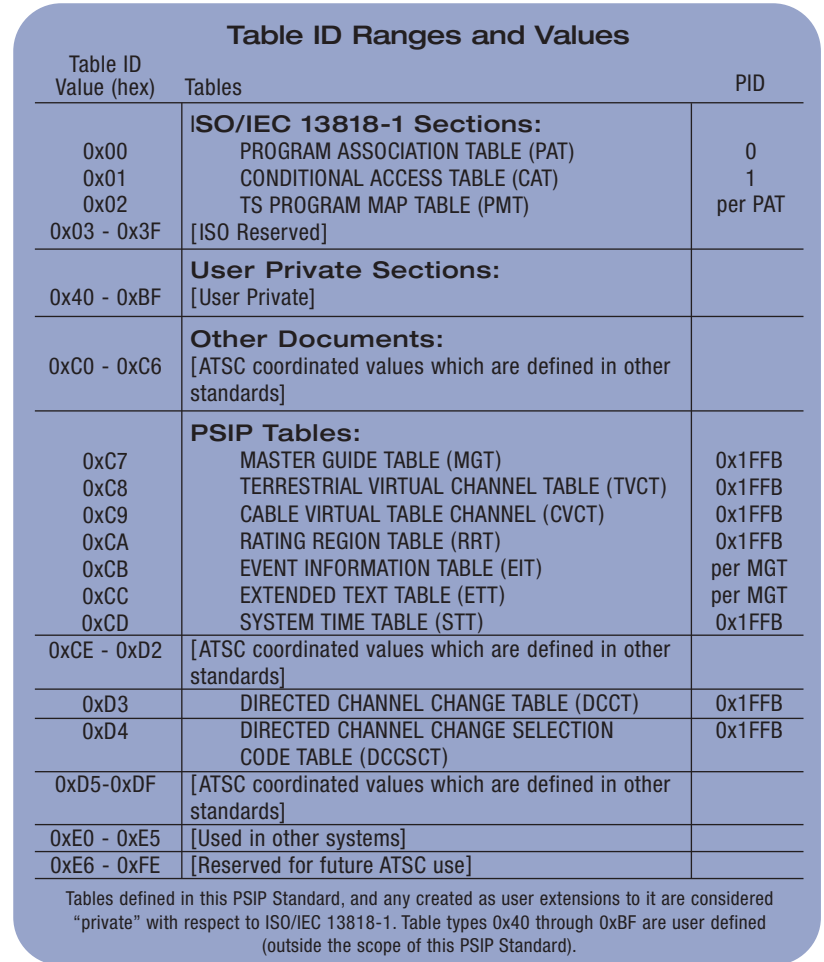 Table ID Ranges and Values
Table ID
Value (hex) Tables PID
ISO/IEC 13818-1 Sections:
0x00 PROGRAM ASSOCIATION TABLE (PAT) 0
0x01 CONDITIONAL ACCESS TABLE (CAT) 1
0x02 TS PROGRAM MAP TABLE (PMT) per PAT
0x03 - 0x3F [ISO Reserved]
User Private Sections:
0x40 - 0xBF [User Private]
Other Documents:
0xC0 - 0xC6 [ATSC coordinated values which are defined in other
standards]
PSIP Tables:
0xC7 MASTER GUIDE TABLE (MGT) 0x1FFB
0xC8 TERRESTRIAL VIRTUAL CHANNEL TABLE (TVCT) 0x1FFB
0xC9 CABLE VIRTUAL TABLE CHANNEL (CVCT) 0x1FFB
0xCA RATING REGION TABLE (RRT) 0x1FFB
0xCB EVENT INFORMATION TABLE (EIT) per MGT
0xCC EXTENDED TEXT TABLE (ETT) per MGT
0xCD SYSTEM TIME TABLE (STT) 0x1FFB
0xCE - 0xD2 [ATSC coordinated values which are defined in other
standards]
0xD3 DIRECTED CHANNEL CHANGE TABLE (DCCT) 0x1FFB
0xD4 DIRECTED CHANNEL CHANGE SELECTION 0x1FFB
CODE TABLE (DCCSCT)
0xD5-0xDF [ATSC coordinated values which are defined in other
standards]
0xE0 - 0xE5 [Used in other systems]
0xE6 - 0xFE [Reserved for future ATSC use]
Tables defined in this PSIP Standard, and any created as user extensions to it are considered
“private” with respect to ISO/IEC 13818-1. Table types 0x40 through 0xBF are user defined
(outside the scope of this PSIP Standard).